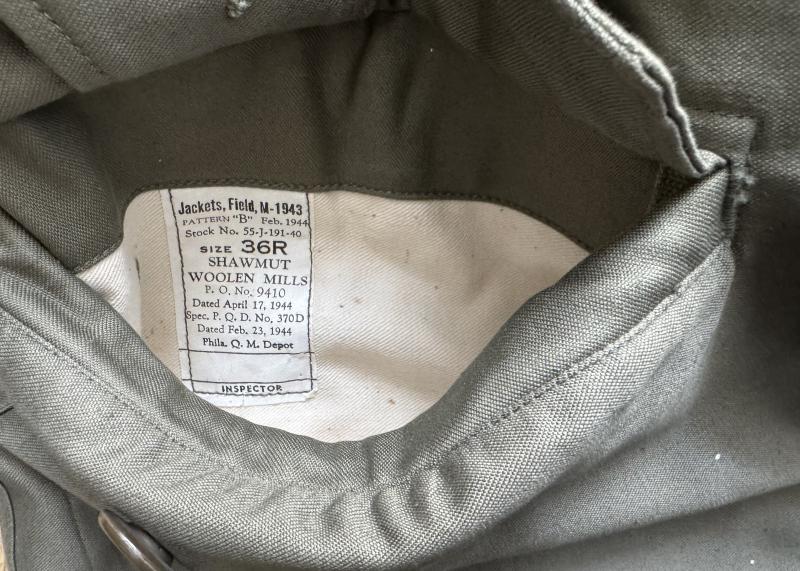 Jackets, Field, M-1943
PATTERN "B" Feb. 1944
Stock No. 55-J-191-40
SIZE 36R
SHAWMUT
WOOLEN MILLS
P. O. No. 9410
Dated April 17, 1944
Spec. P. Q. D. No. 370D
Dated Feb. 23, 1944
Phila. Q. M. Depot
INSPECTOR